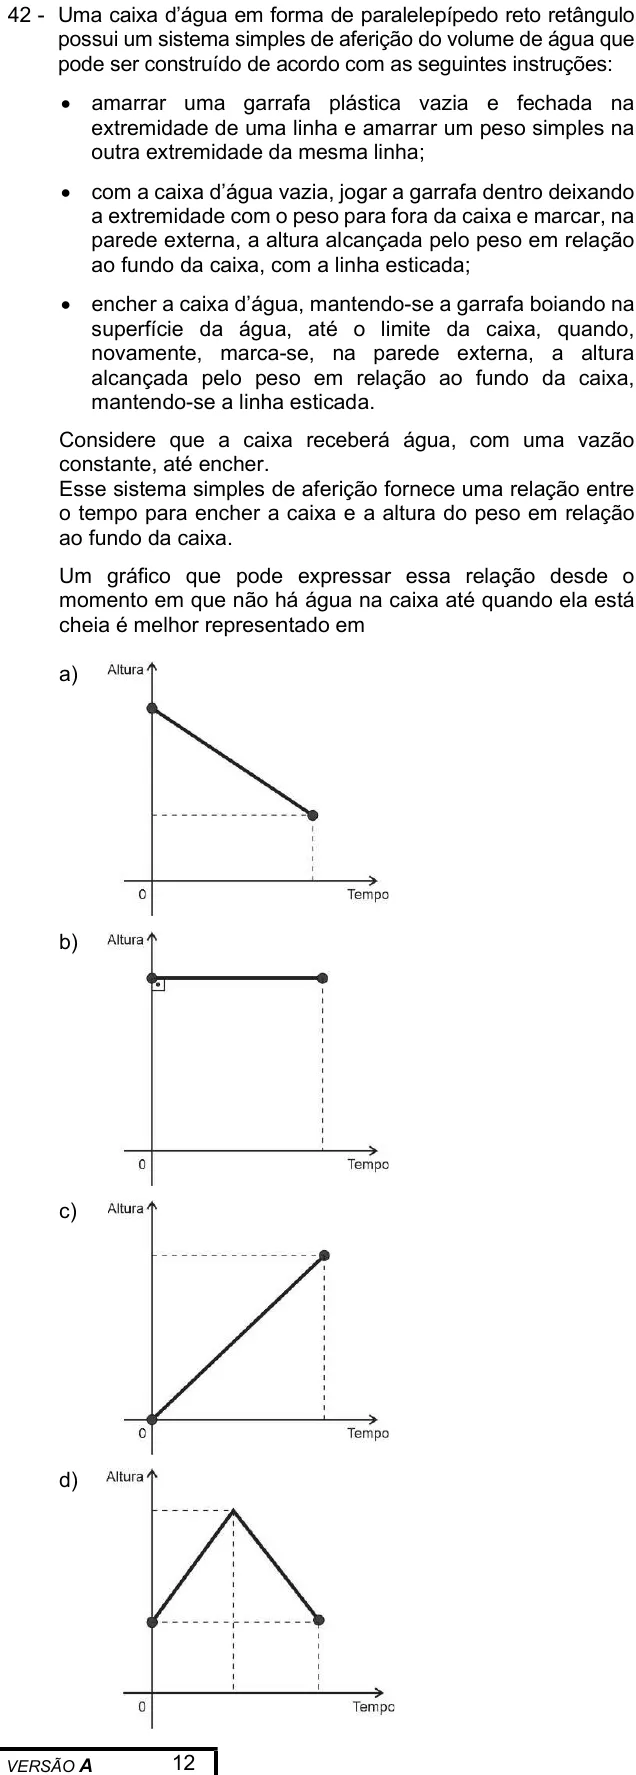 42 - Uma caixa d’água em forma de paralelepípedo reto retângulo
possui um sistema simples de aferição do volume de água que
pode ser construído de acordo com as seguintes instruções:
• amarrar uma garrafa plástica vazia e fechada na
extremidade de uma linha e amarrar um peso simples na
outra extremidade da mesma linha;
• com a caixa d’água vazia, jogar a garrafa dentro deixando
a extremidade com o peso para fora da caixa e marcar, na
parede externa, a altura alcançada pelo peso em relação
ao fundo da caixa, com a linha esticada;
• encher a caixa d’água, mantendo-se a garrafa boiando na
superfície da água, até o limite da caixa, quando,
novamente, marca-se, na parede externa, a altura
alcançada pelo peso em relação ao fundo da caixa,
mantendo-se a linha esticada.
Considere que a caixa receberá água, com uma vazão
constante, até encher.
Esse sistema simples de aferição fornece uma relação entre
o tempo para encher a caixa e a altura do peso em relação
ao fundo da caixa.
Um gráfico que pode expressar essa relação desde o
momento em que não há água na caixa até quando ela está
cheia é melhor representado em
a) Altura
0 Tempo
b) Altura
0 Tempo
c) Altura
0 Tempo
d) Altura
0 Tempo
VERSÃO A 12